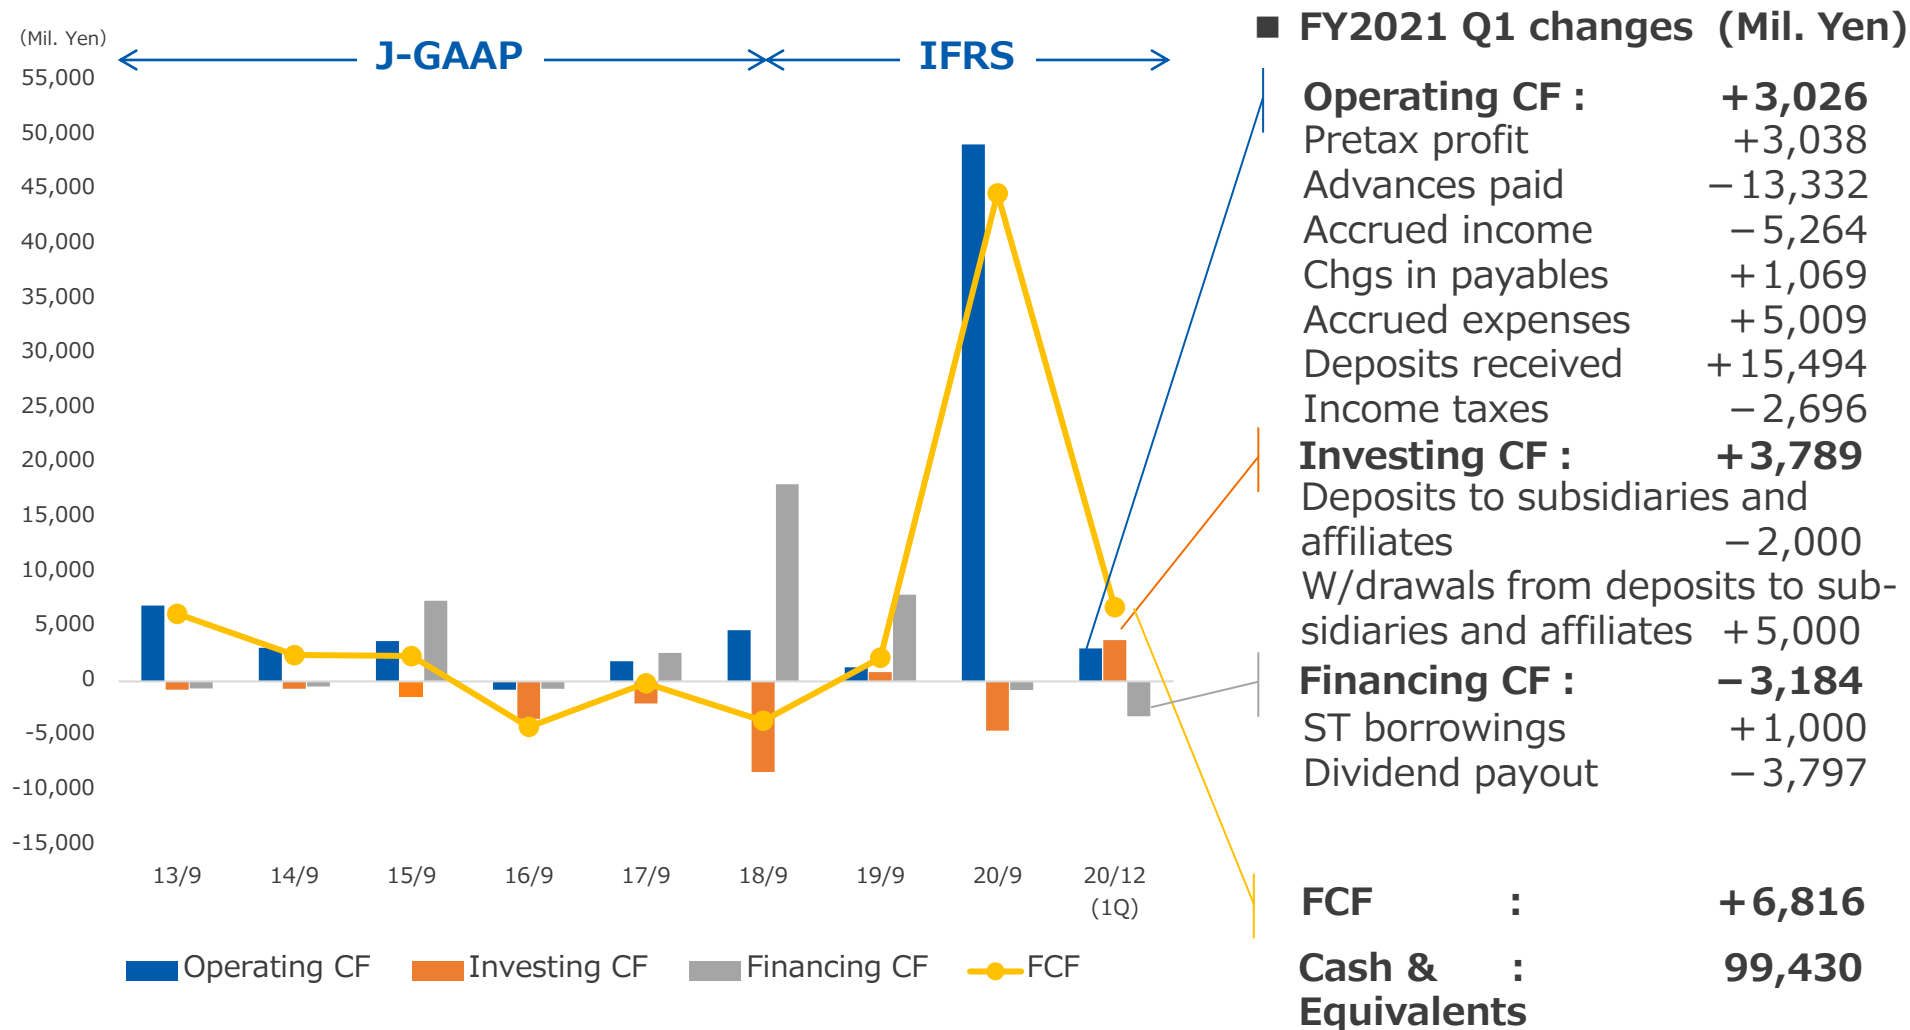 (Mil. Yen)
J-GAAP
IFRS
55,000
50,000
45,000
40,000
35,000
30,000
25,000
20,000
15,000
10,000
5,000
0
-5,000
-10,000
-15,000
13/9 14/9 15/9 16/9 17/9 18/9 19/9 20/9 20/12
(1Q)
Operating CF Investing CF Financing CF FCF
■ FY2021 Q1 changes (Mil. Yen)
Operating CF : +3,026
Pretax profit +3,038
Advances paid −13,332
Accrued income −5,264
Chgs in payables +1,069
Accrued expenses +5,009
Deposits received +15,494
Income taxes −2,696
Investing CF : +3,789
Deposits to subsidiaries and
affiliates −2,000
W/drawals from deposits to sub-
sidiaries and affiliates +5,000
Financing CF : −3,184
ST borrowings +1,000
Dividend payout −3,797
FCF : +6,816
Cash & : 99,430
Equivalents